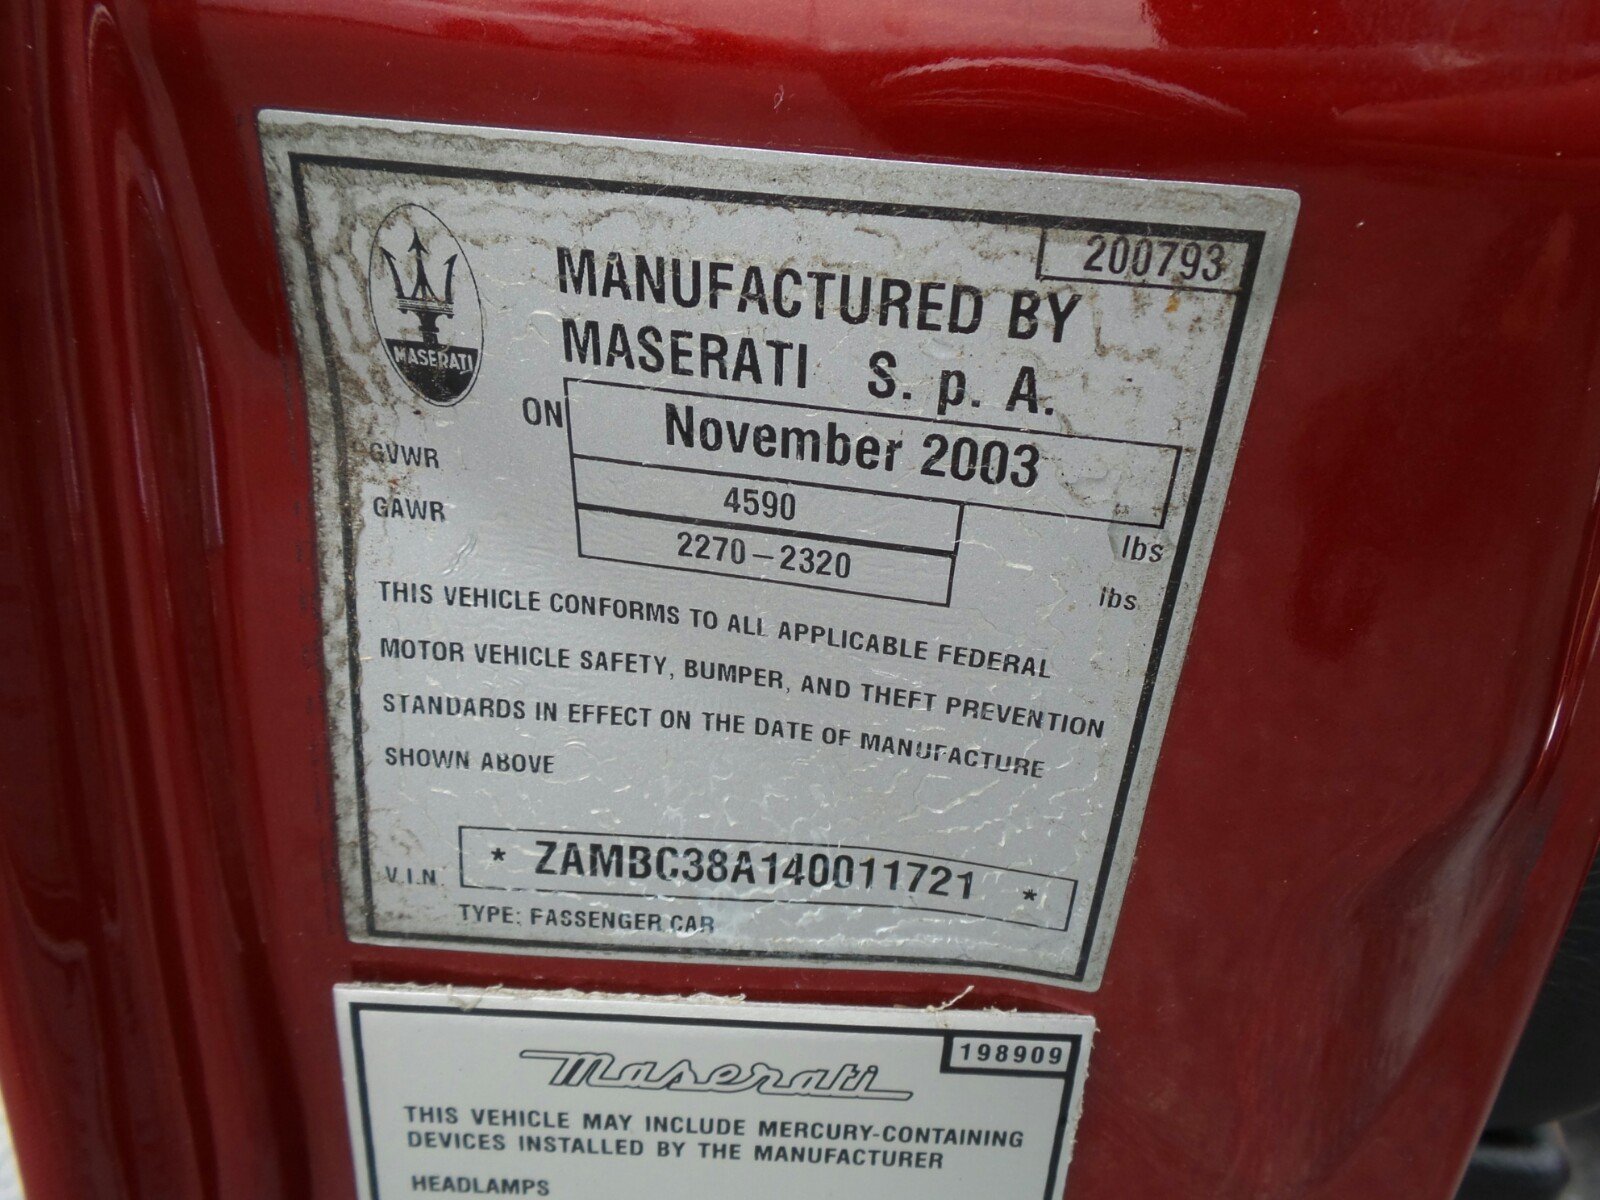 200793
MASERATI
MANUFACTURED BY
MASERATI S. p. A.
ON November 2003
GVWR 4590 lbs
GAWR 2270-2320 lbs
THIS VEHICLE CONFORMS TO ALL APPLICABLE FEDERAL
MOTOR VEHICLE SAFETY, BUMPER, AND THEFT PREVENTION
STANDARDS IN EFFECT ON THE DATE OF MANUFACTURE
SHOWN ABOVE
V.I.N * ZAMBC38A140011721 *
TYPE: PASSENGER CAR
Maserati 198909
THIS VEHICLE MAY INCLUDE MERCURY-CONTAINING
DEVICES INSTALLED BY THE MANUFACTURER
HEADLAMPS